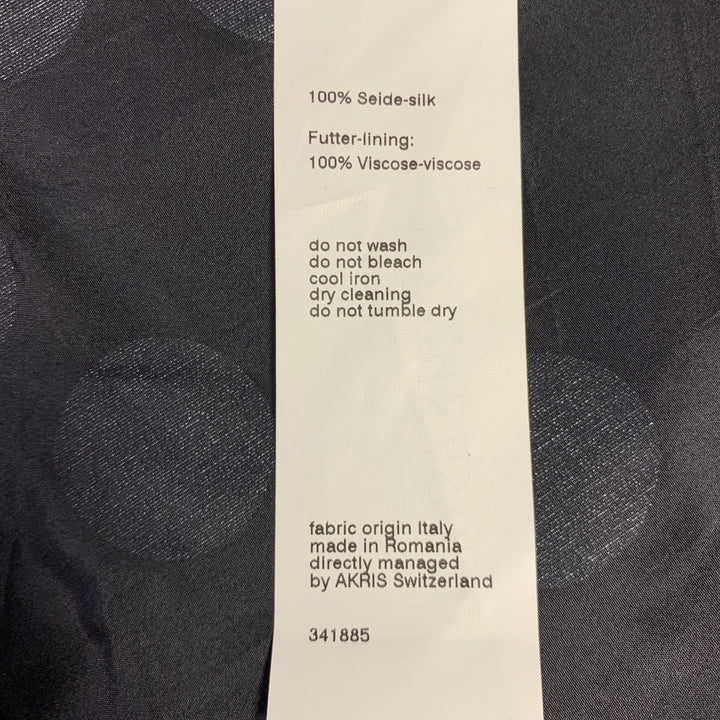 100% Seide-silk
Futter-lining:
100% Viscose-viscose
do not wash
do not bleach
cool iron
dry cleaning
do not tumble dry
fabric origin Italy
made in Romania
directly managed
by AKRIS Switzerland
341885